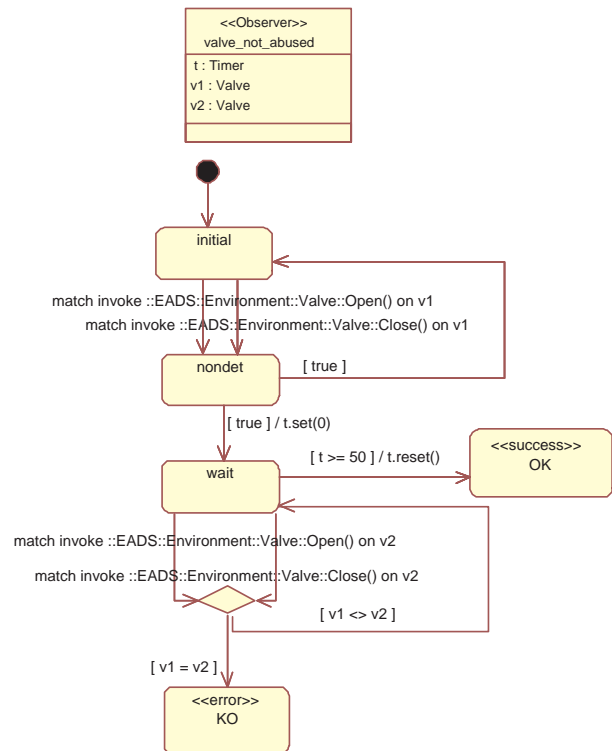 <<Observer>>
valve_not_abused
t : Timer
v1 : Valve
v2 : Valve
initial
match invoke ::EADS::Environment::Valve::Open() on v1
match invoke ::EADS::Environment::Valve::Close() on v1
nondet
[ true ]
[ true ] / t.set(0)
wait
[ t >= 50 ] / t.reset()
<<success>>
OK
match invoke ::EADS::Environment::Valve::Open() on v2
match invoke ::EADS::Environment::Valve::Close() on v2
[ v1 <> v2 ]
[ v1 = v2 ]
<<error>>
KO